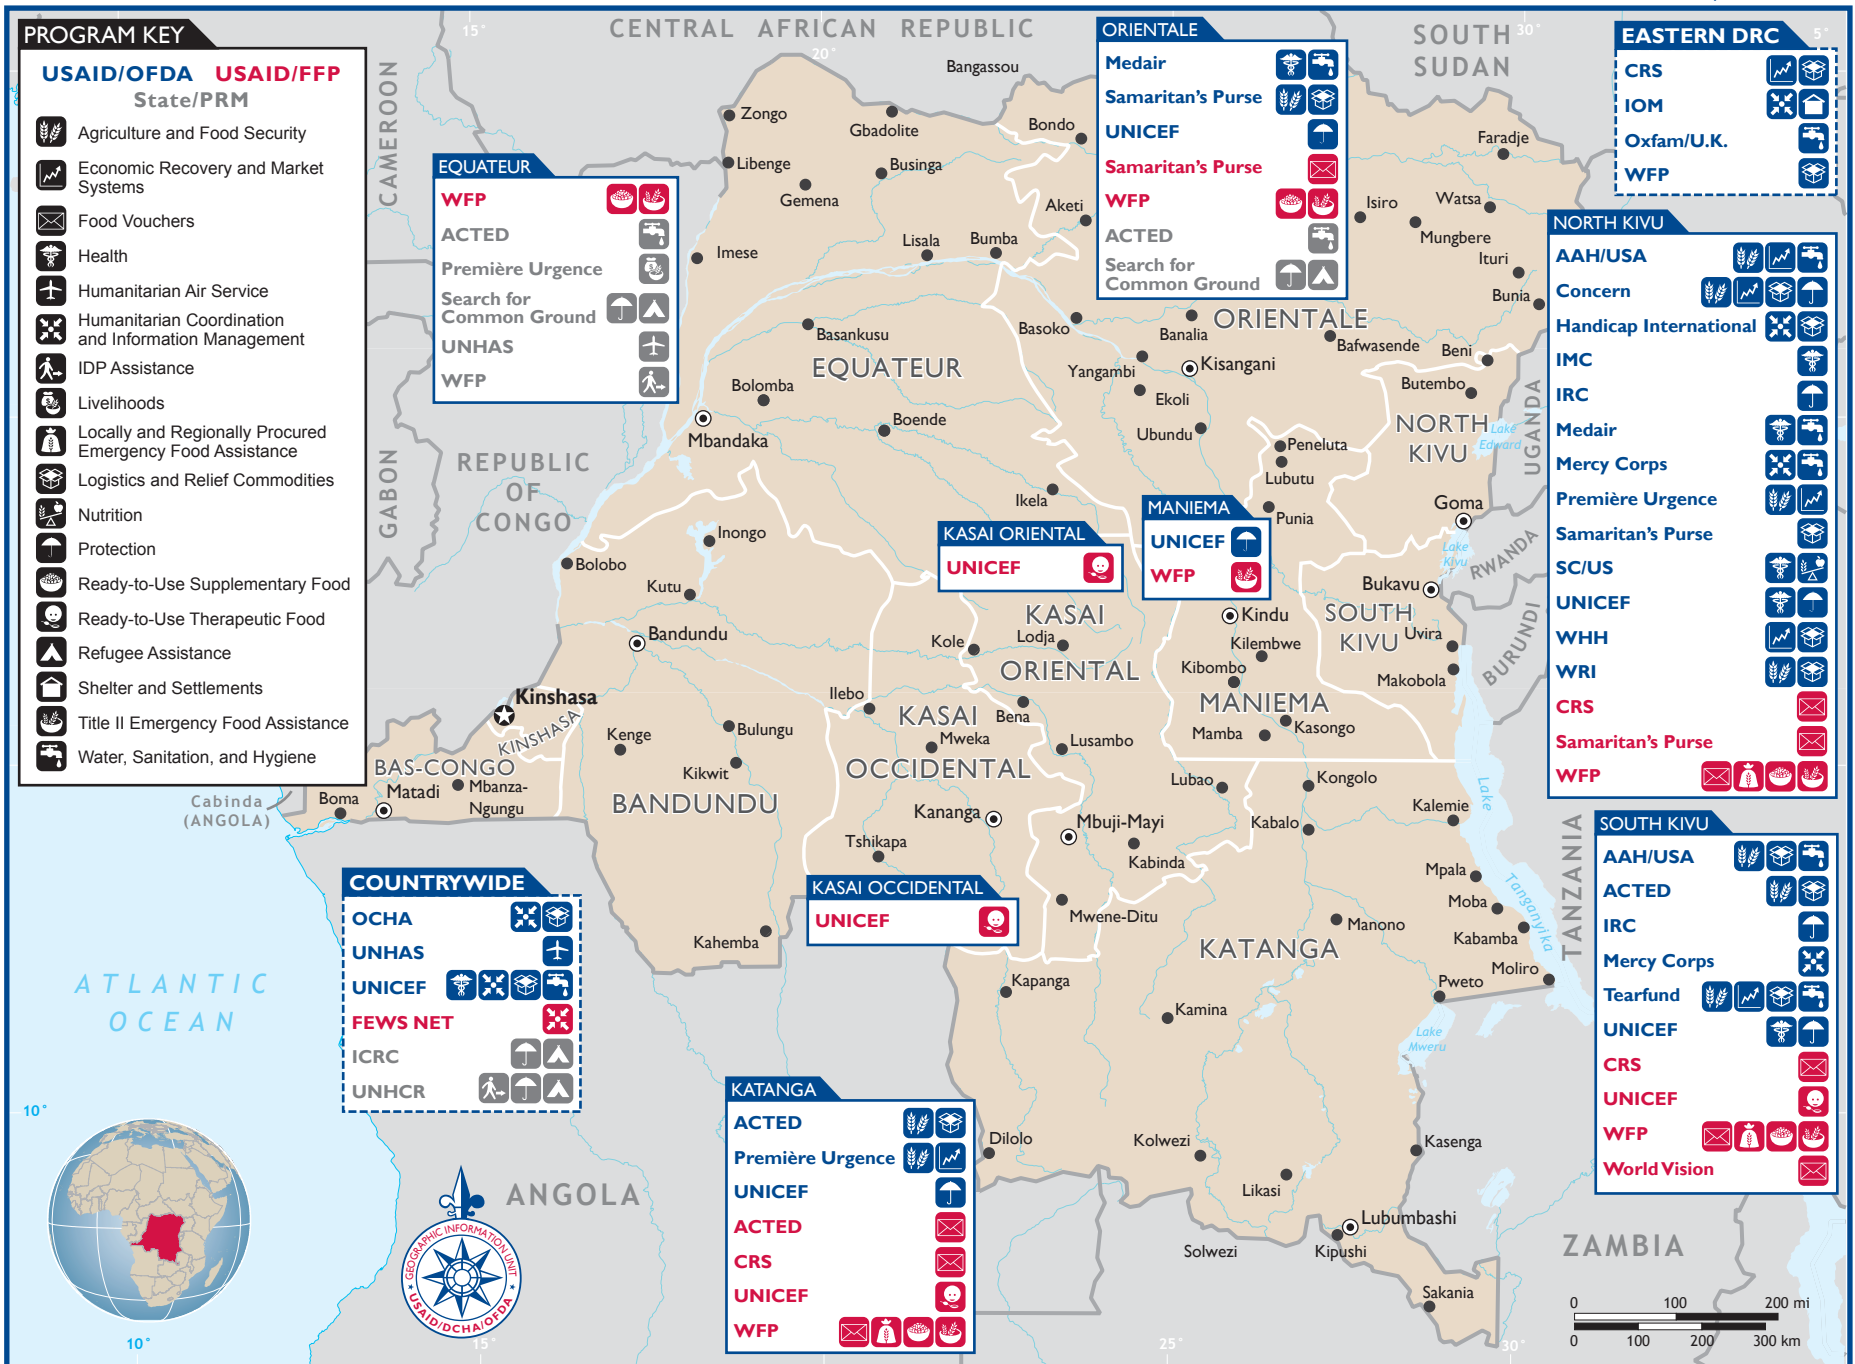 PROGRAM KEY
USAID/OFDA USAID/FFP
State/PRM
Agriculture and Food Security
Economic Recovery and Market
Systems
Food Vouchers
Health
Humanitarian Air Service
Humanitarian Coordination
and Information Management
IDP Assistance
Livelihoods
Locally and Regionally Procured
Emergency Food Assistance
Logistics and Relief Commodities
Nutrition
Protection
Ready-to-Use Supplementary Food
Ready-to-Use Therapeutic Food
Refugee Assistance
Shelter and Settlements
Title II Emergency Food Assistance
Water, Sanitation, and Hygiene
15°
20°
30°
5°
CENTRAL AFRICAN REPUBLIC
SOUTH
SUDAN
CAMEROON
GABON
REPUBLIC
OF
CONGO
UGANDA
RWANDA
BURUNDI
TANZANIA
ZAMBIA
ANGOLA
Cabinda
(ANGOLA)
ATLANTIC
OCEAN
EQUATEUR
WFP
ACTED
Première Urgence
Search for
Common Ground
UNHAS
WFP
ORIENTALE
Medair
Samaritan's Purse
UNICEF
Samaritan's Purse
WFP
ACTED
Search for
Common Ground
EASTERN DRC
CRS
IOM
Oxfam/U.K.
WFP
NORTH KIVU
AAH/USA
Concern
Handicap International
IMC
IRC
Medair
Mercy Corps
Première Urgence
Samaritan's Purse
SC/US
UNICEF
WHH
WRI
CRS
Samaritan's Purse
WFP
SOUTH KIVU
AAH/USA
ACTED
IRC
Mercy Corps
Tearfund
UNICEF
CRS
UNICEF
WFP
World Vision
KASAI ORIENTAL
UNICEF
MANIEMA
UNICEF
WFP
KASAI OCCIDENTAL
UNICEF
COUNTRYWIDE
OCHA
UNHAS
UNICEF
FEWS NET
ICRC
UNHCR
KATANGA
ACTED
Première Urgence
UNICEF
ACTED
CRS
UNICEF
WFP
Bangassou
Zongo
Gbadolite
Bondo
Faradje
Libenge
Businga
Gemena
Aketi
Isiro
Watsa
Mungbere
Imese
Lisala
Bumba
Ituri
Bunia
Basankusu
Basoko
Banalia
ORIENTALE
Bafwasende
Beni
EQUATEUR
Yangambi
Kisangani
Bolomba
Ekoli
Butembo
Mbandaka
Boende
Ubundu
NORTH
KIVU
Lake
Edward
Peneluta
Lubutu
Ikela
Punia
Goma
Inongo
Lake
Kivu
Bolobo
Kutu
Bukavu
KASAI
ORIENTAL
Kindu
SOUTH
KIVU
Bandundu
Kole
Lodja
Kilembwe
Uvira
Kibombo
Makobola
Kinshasa
KINSHASA
Ilebo
KASAI
OCCIDENTAL
Bena
MANIEMA
Kenge
Bulungu
Mweka
Lusambo
Mamba
Kasongo
BAS-CONGO
Kikwit
Matadi
Mbanza-
Ngungu
Boma
BANDUNDU
Lubao
Kongolo
Kananga
Mbuji-Mayi
Kabalo
Kalemie
Tshikapa
Kabinda
Lake
Tanganyika
Mpala
Mwene-Ditu
Moba
Kahemba
Manono
Kabamba
KATANGA
Moliro
Kapanga
Pweto
Kamina
Lake
Mweru
Dilolo
Kolwezi
Kasenga
Likasi
Lubumbashi
Solwezi
Kipushi
Sakania
10°
10°
15°
25°
30°
GEOGRAPHIC INFORMATION UNIT
USAID/DCHA/OFDA
0 100 200 mi
0 100 200 300 km